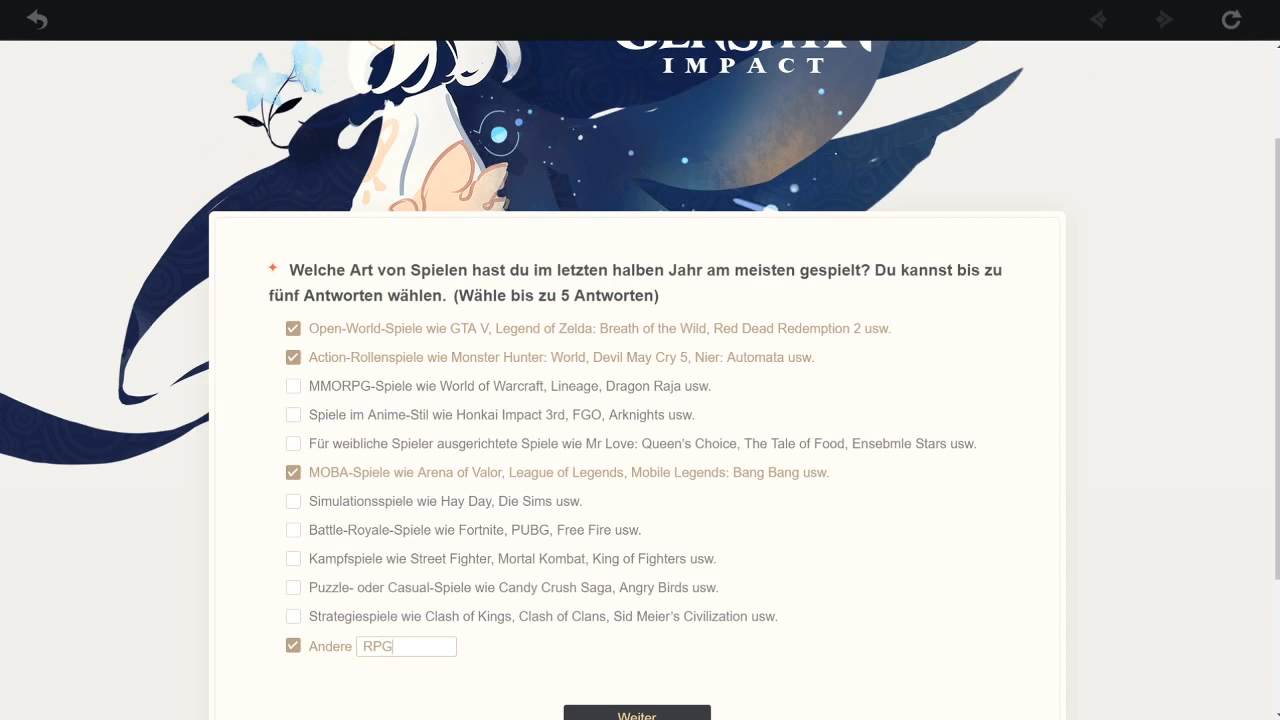 GENSHIN
IMPACT
Welche Art von Spielen hast du im letzten halben Jahr am meisten gespielt? Du kannst bis zu
fünf Antworten wählen. (Wähle bis zu 5 Antworten)
Open-World-Spiele wie GTA V, Legend of Zelda: Breath of the Wild, Red Dead Redemption 2 usw.
Action-Rollenspiele wie Monster Hunter: World, Devil May Cry 5, Nier: Automata usw.
MMORPG-Spiele wie World of Warcraft, Lineage, Dragon Raja usw.
Spiele im Anime-Stil wie Honkai Impact 3rd, FGO, Arknights usw.
Für weibliche Spieler ausgerichtete Spiele wie Mr Love: Queen's Choice, The Tale of Food, Ensebmle Stars usw.
MOBA-Spiele wie Arena of Valor, League of Legends, Mobile Legends: Bang Bang usw.
Simulationsspiele wie Hay Day, Die Sims usw.
Battle-Royale-Spiele wie Fortnite, PUBG, Free Fire usw.
Kampfspiele wie Street Fighter, Mortal Kombat, King of Fighters usw.
Puzzle- oder Casual-Spiele wie Candy Crush Saga, Angry Birds usw.
Strategiespiele wie Clash of Kings, Clash of Clans, Sid Meier's Civilization usw.
Andere RPG
Weiter